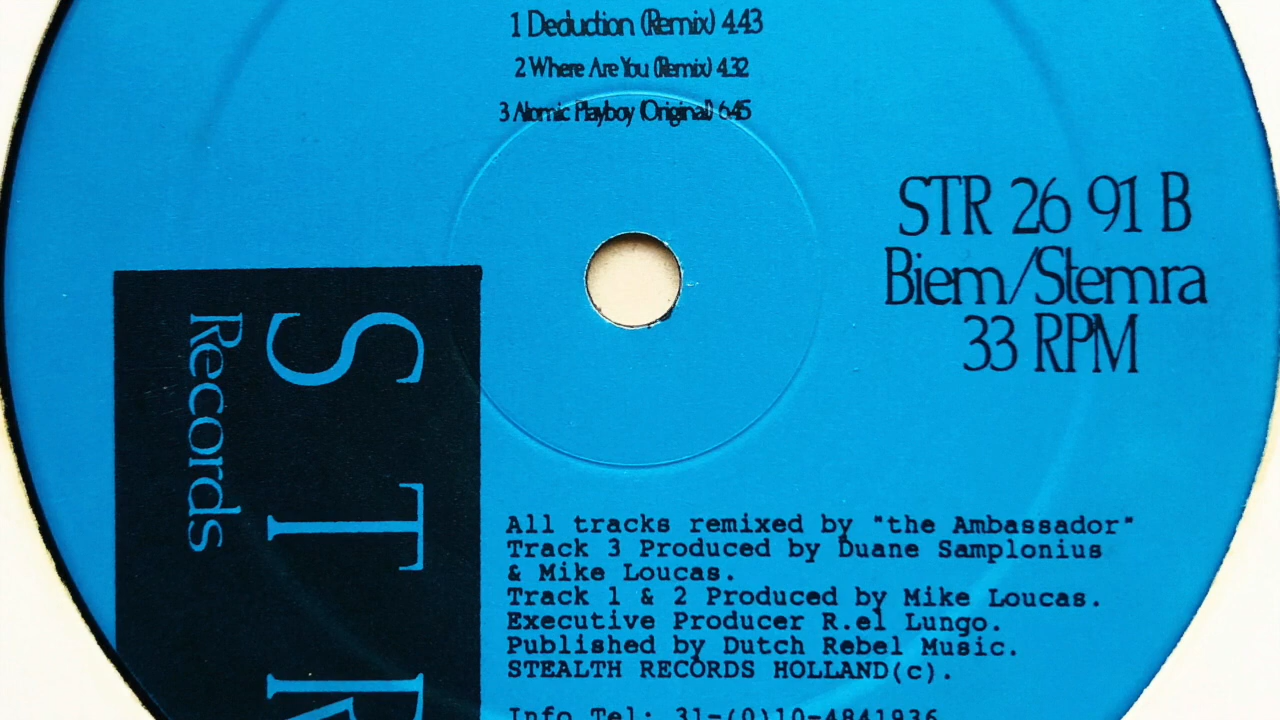 1 Deduction (Remix) 4.43
2 Where Are You (Remix) 4.32
3 Atomic Playboy (Original) 6.45
STR 26 91 B
Biem/Stemra
33 RPM
STR
Records
All tracks remixed by "the Ambassador"
Track 3 Produced by Duane Samplonius
& Mike Loucas.
Track 1 & 2 Produced by Mike Loucas.
Executive Producer R.el Lungo.
Published by Dutch Rebel Music.
STEALTH RECORDS HOLLAND(c).
Info Tel: 31-(0)10-4841936